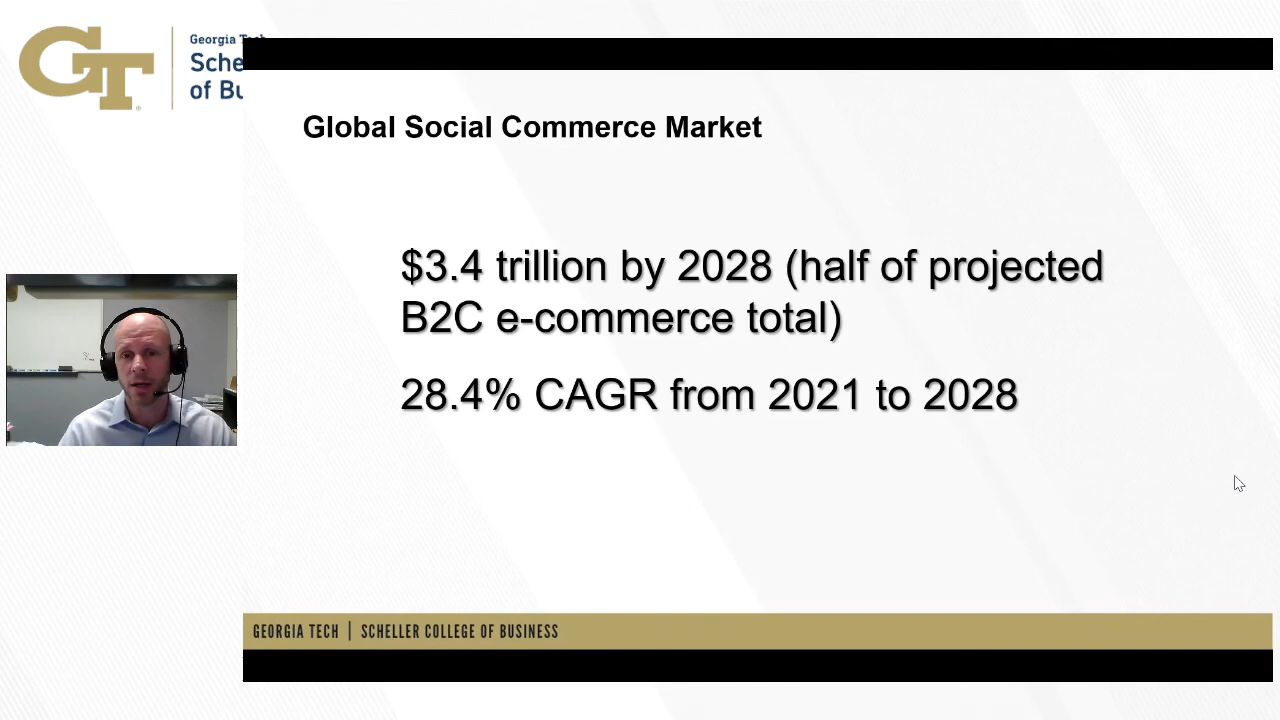 GT
Georgia Tech
Sche
of Bu
Global Social Commerce Market
$3.4 trillion by 2028 (half of projected
B2C e-commerce total)
28.4% CAGR from 2021 to 2028
GEORGIA TECH | SCHELLER COLLEGE OF BUSINESS